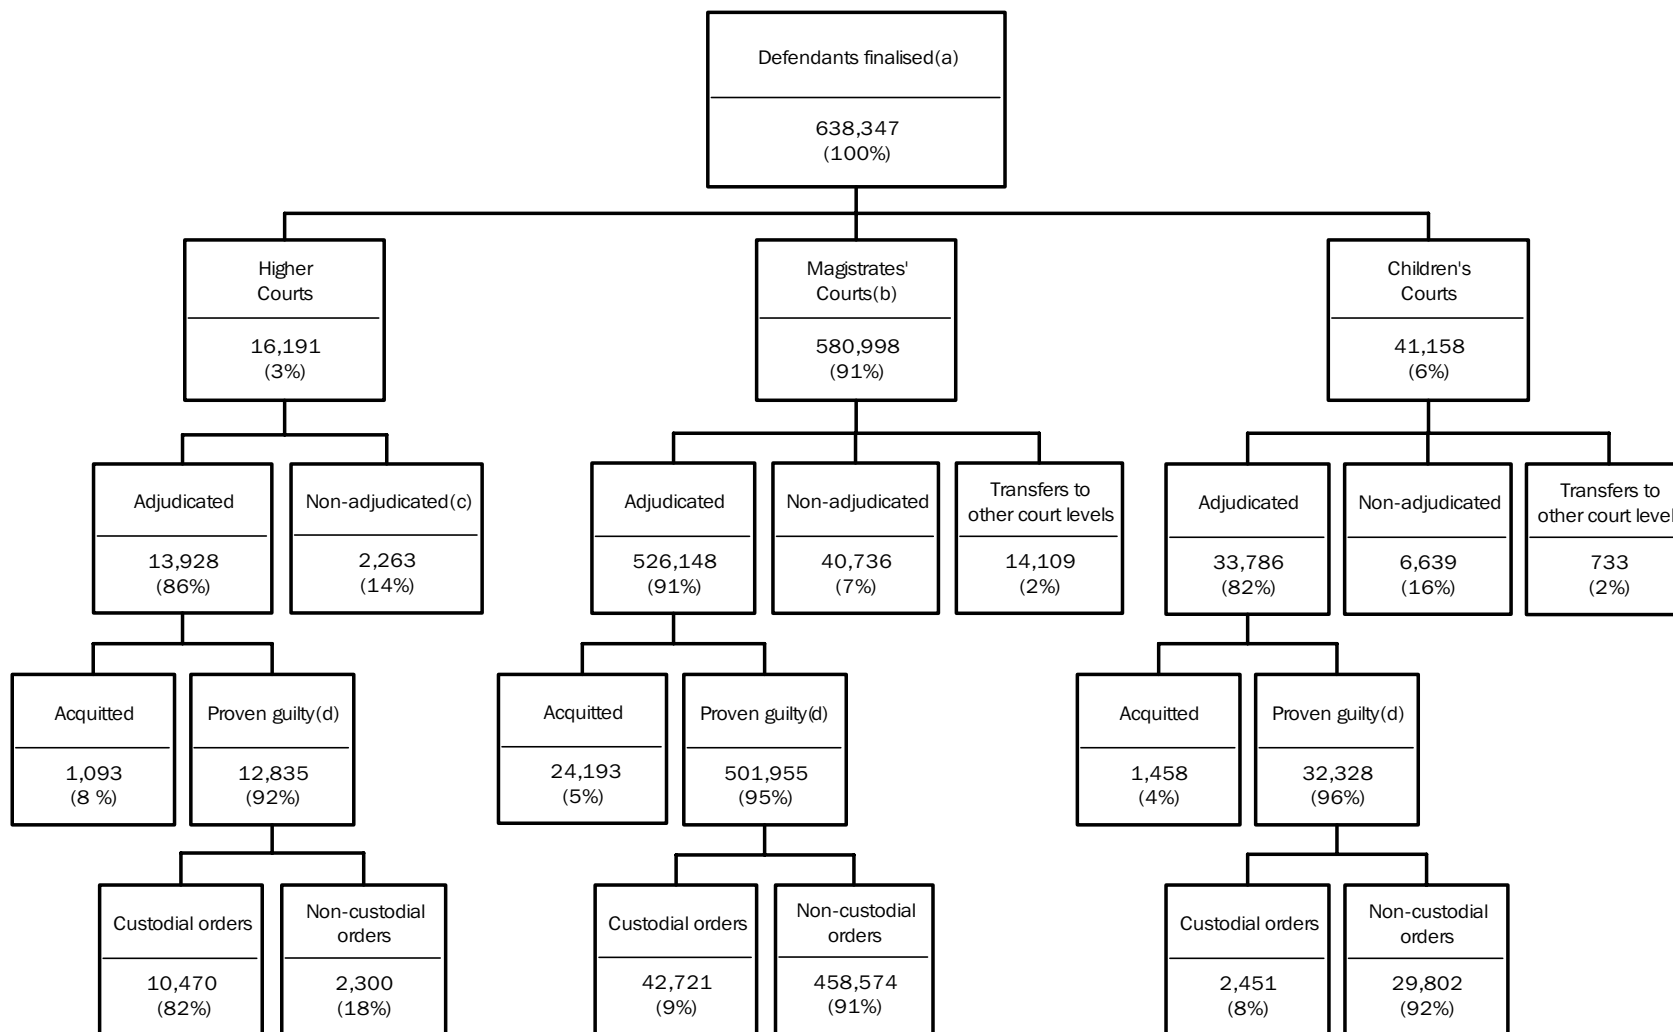 Defendants finalised(a)
638,347
(100%)
Higher
Courts
16,191
(3%)
Magistrates'
Courts(b)
580,998
(91%)
Children's
Courts
41,158
(6%)
Adjudicated
13,928
(86%)
Non-adjudicated(c)
2,263
(14%)
Adjudicated
526,148
(91%)
Non-adjudicated
40,736
(7%)
Transfers to
other court levels
14,109
(2%)
Adjudicated
33,786
(82%)
Non-adjudicated
6,639
(16%)
Transfers to
other court level
733
(2%)
Acquitted
1,093
(8 %)
Proven guilty(d)
12,835
(92%)
Acquitted
24,193
(5%)
Proven guilty(d)
501,955
(95%)
Acquitted
1,458
(4%)
Proven guilty(d)
32,328
(96%)
Custodial orders
10,470
(82%)
Non-custodial
orders
2,300
(18%)
Custodial orders
42,721
(9%)
Non-custodial
orders
458,574
(91%)
Custodial orders
2,451
(8%)
Non-custodial
orders
29,802
(92%)